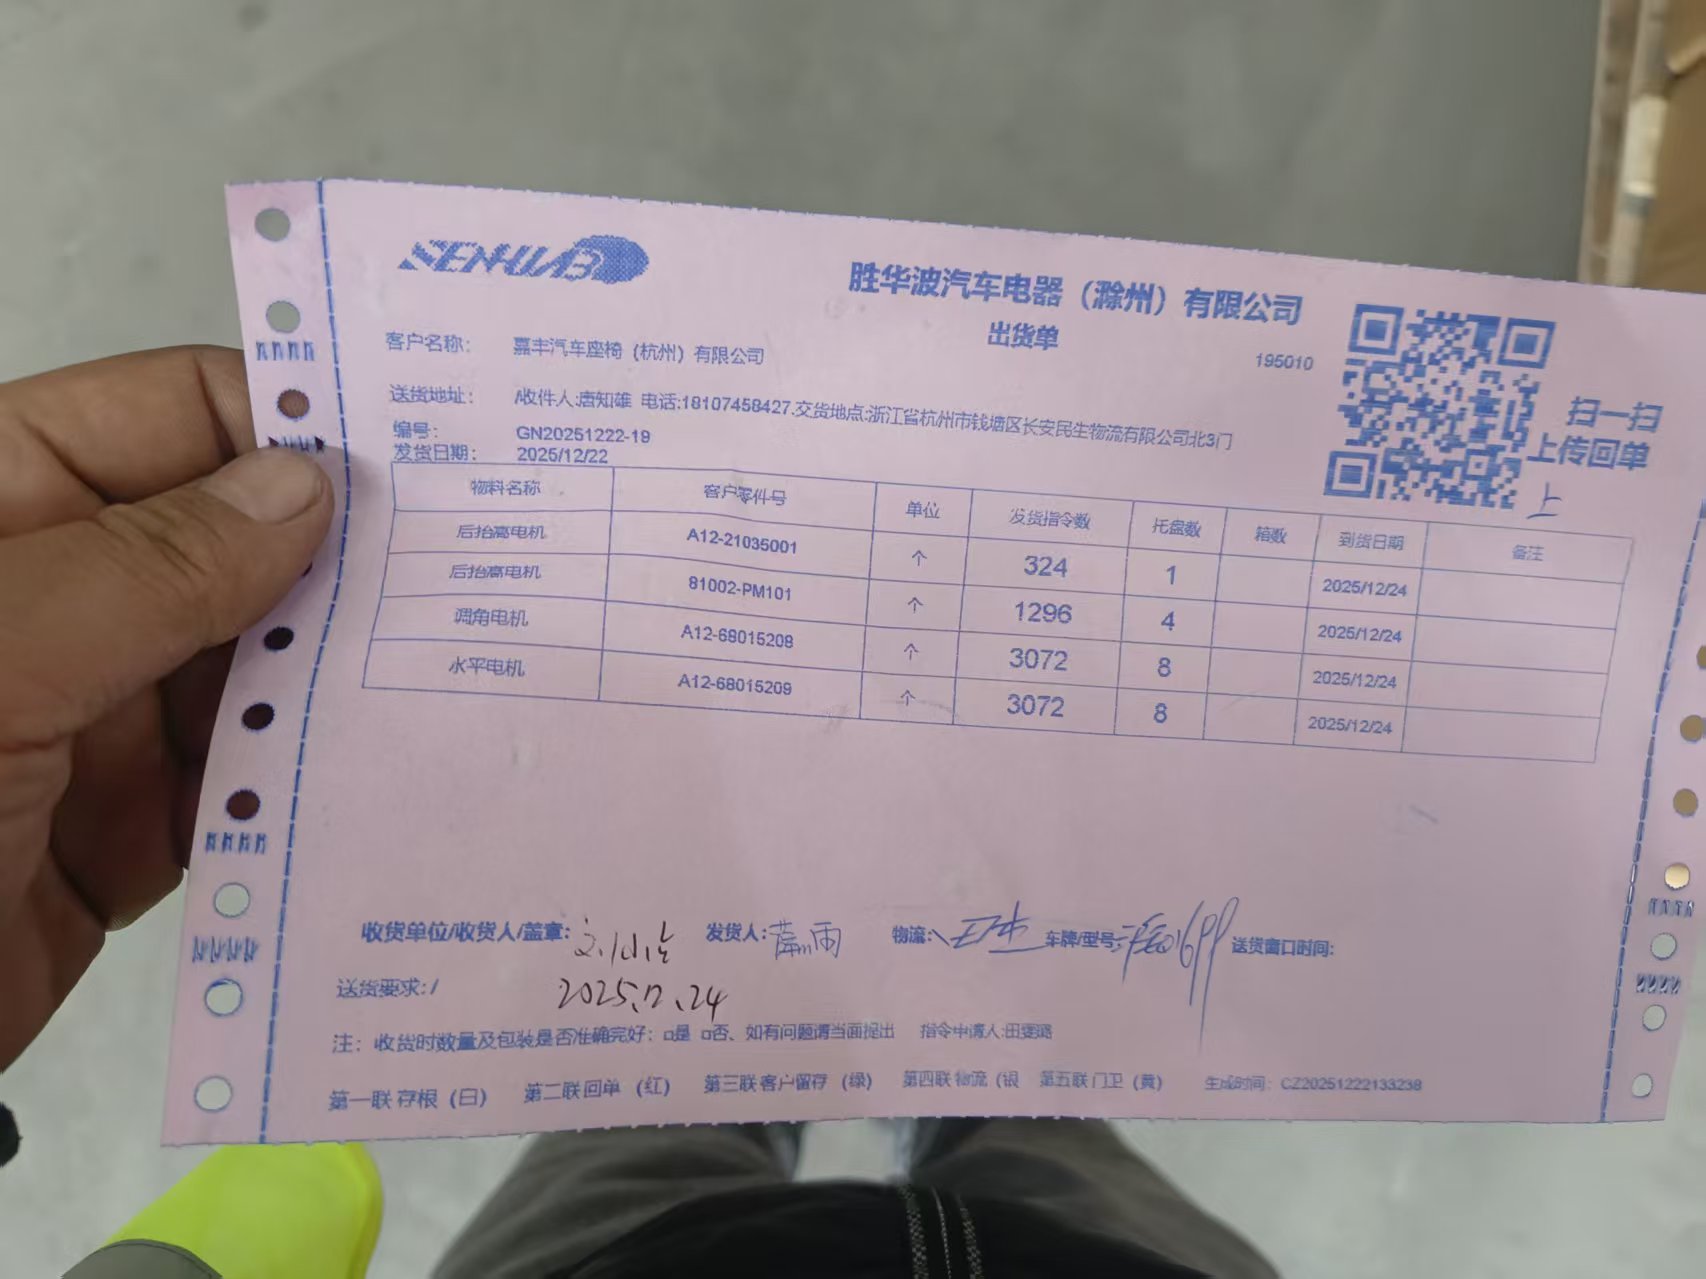 SENHUAB
胜华波汽车电器（滁州）有限公司
出货单
195010
扫一扫
上传回单
上
客户名称： 嘉丰汽车座椅（杭州）有限公司
送货地址： /收件人:唐知雄 电话:18107458427.交货地点:浙江省杭州市钱塘区长安民生物流有限公司北3门
编号： GN20251222-19
发货日期： 2025/12/22
物料名称 客户零件号 单位 发货指令数 托盘数 箱数 到货日期 备注
后抬高电机 A12-21035001 个 324 1 2025/12/24
后抬高电机 81002-PM101 个 1296 4 2025/12/24
调角电机 A12-68015208 个 3072 8 2025/12/24
水平电机 A12-68015209 个 3072 8 2025/12/24
收货单位/收货人/盖章： 发货人： 雨 物流： 车牌/型号： 送货窗口时间：
送货要求：/ 2025.12.24
注：收货时数量及包装是否准确完好：□是 □否、如有问题请当面提出 指令申请人:田
第一联 存根（白） 第二联 回单（红） 第三联 客户留存（绿） 第四联 物流（银 第五联 门卫（黄） 生成时间：CZ20251222133238